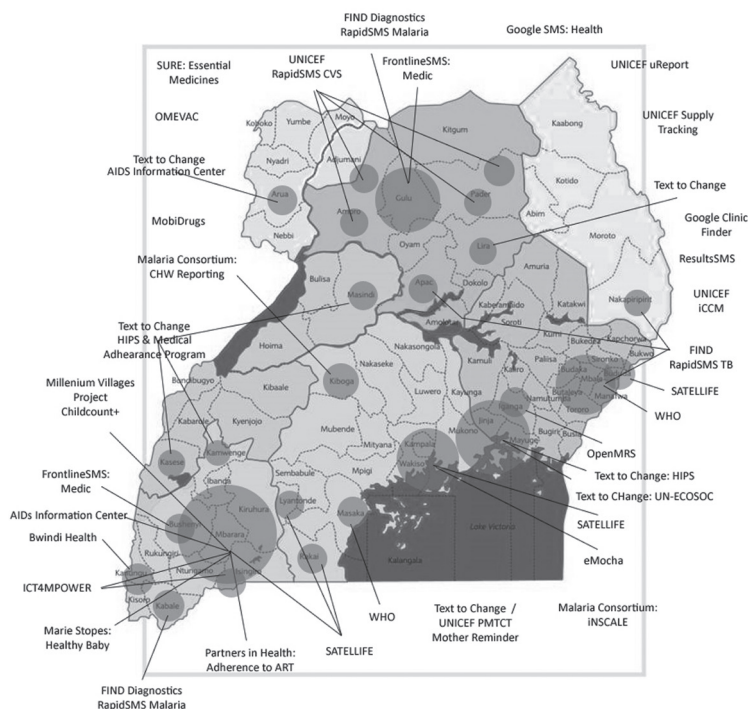 FIND Diagnostics
RapidSMS Malaria
Google SMS: Health
SURE: Essential
Medicines
UNICEF
RapidSMS CVS
FrontlineSMS:
Medic
UNICEF uReport
OMEVAC
UNICEF Supply
Tracking
Text to Change
AIDS Information Center
Text to Change
MobiDrugs
Google Clinic
Finder
Malaria Consortium:
CHW Reporting
ResultsSMS
UNICEF
iCCM
Text to Change
HIPS & Medical
Adhearance Program
FIND
RapidSMS TB
Millenium Villages
Project
Childcount+
SATELLIFE
WHO
OpenMRS
FrontlineSMS:
Medic
Text to Change: HIPS
AIDs Information Center
Text to CHange: UN-ECOSOC
Bwindi Health
SATELLIFE
eMocha
ICT4MPOWER
WHO
Text to Change /
UNICEF PMTCT
Mother Reminder
Malaria Consortium:
iNSCALE
Marie Stopes:
Healthy Baby
Partners in Health:
Adherence to ART
SATELLIFE
FIND Diagnostics
RapidSMS Malaria
Koboko
Yumbe
Moyo
Kitgum
Kaabong
Nyadri
Adjumani
Kotido
Arua
Gulu
Pader
Abim
Nebbi
Oyam
Lira
Moroto
Bulisa
Masindi
Apac
Dokolo
Amuria
Kaberamaido
Katakwi
Nakapiripirit
Soroti
Hoima
Nakasongola
Kumi
Bukedea
Kapchorwa
Bukwo
Nakaseke
Kamuli
Pallisa
Budaka
Bundibugyo
Kibaale
Kiboga
Luwero
Kayunga
Namutumba
Manafwa
Tororo
Kabarole
Kyenjojo
Mubende
Mukono
Jinja
Bugiri
Busia
Mayuge
Mityana
Kampala
Wakiso
Kasese
Kamwenge
Sembabule
Mpigi
Ibanda
Kiruhura
Lyantonde
Masaka
Lake Victoria
Bushenyi
Mbarara
Rukungiri
Ntungamo
Rakai
Kalangala
Kisoro
Kabale